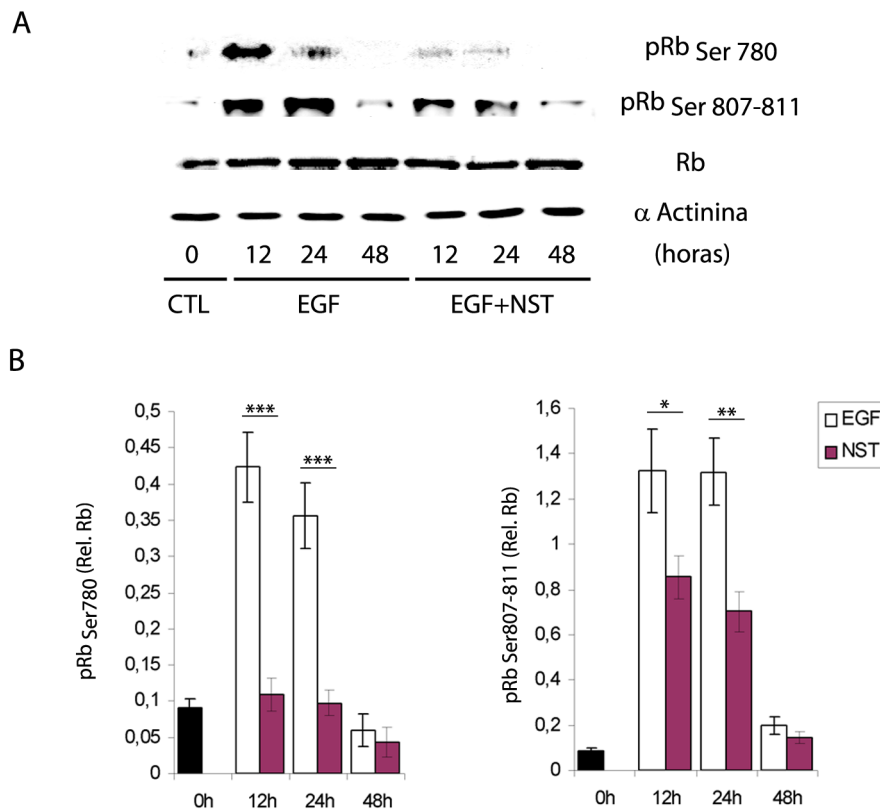 A
pRb Ser 780
pRb Ser 807-811
Rb
α Actinina
0 12 24 48 12 24 48 (horas)
CTL EGF EGF+NST
B
pRb Ser780 (Rel. Rb)
0,5
0,45
0,4
0,35
0,3
0,25
0,2
0,15
0,1
0,05
0
***
***
0h 12h 24h 48h
pRb Ser807-811 (Rel. Rb)
1,6
1,4
1,2
1
0,8
0,6
0,4
0,2
0
*
**
0h 12h 24h 48h
EGF
NST